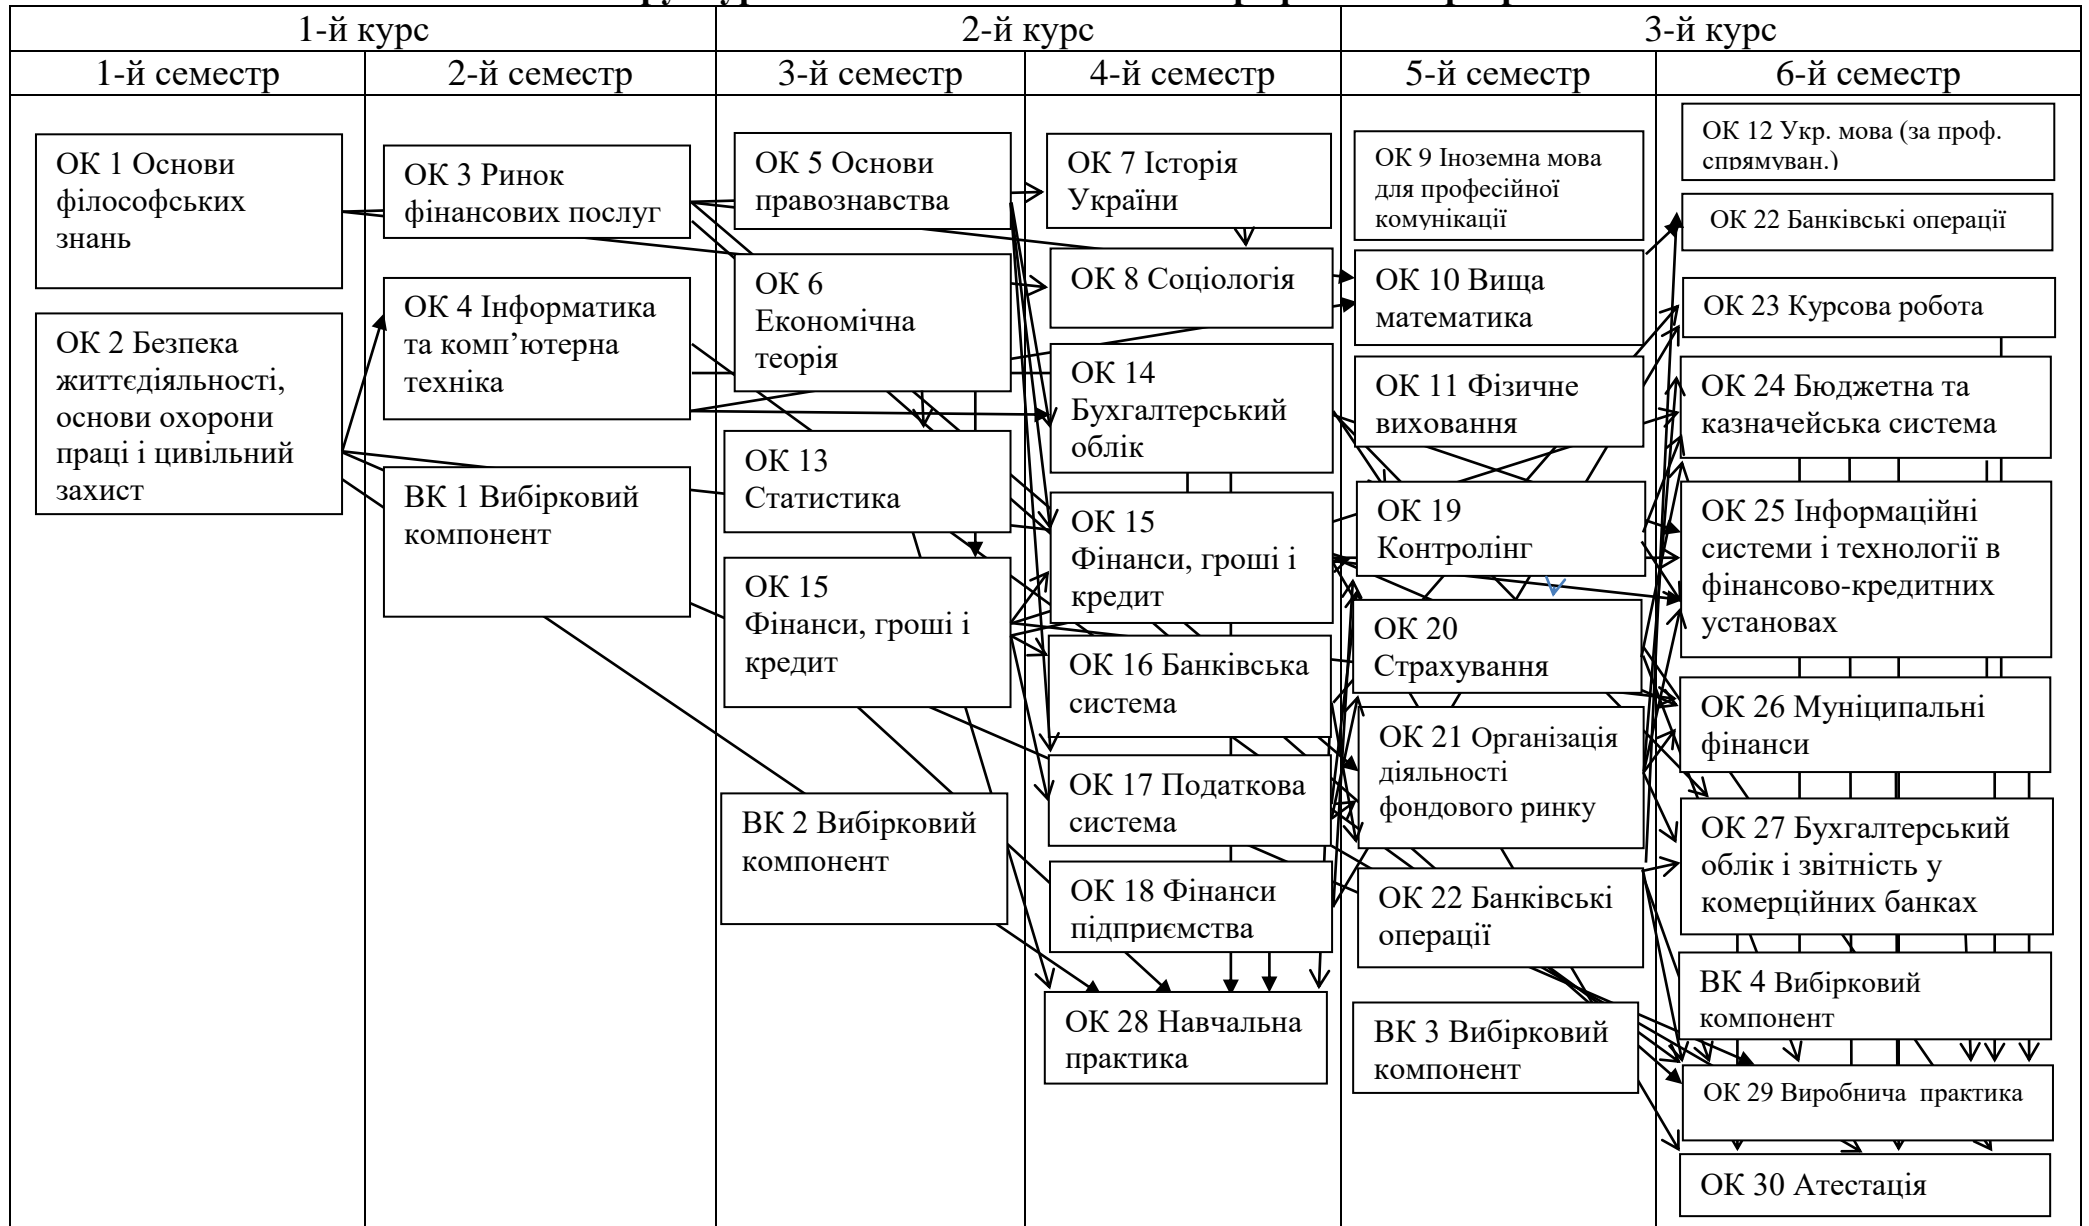 1-й курс
2-й курс
3-й курс
1-й семестр
2-й семестр
3-й семестр
4-й семестр
5-й семестр
6-й семестр
ОК 1 Основи
філософських
знань
ОК 2 Безпека
життєдіяльності,
основи охорони
праці і цивільний
захист
ОК 3 Ринок
фінансових послуг
ОК 4 Інформатика
та комп’ютерна
техніка
ВК 1 Вибірковий
компонент
ОК 5 Основи
правознавства
ОК 6
Економічна
теорія
ОК 13
Статистика
ОК 15
Фінанси, гроші і
кредит
ВК 2 Вибірковий
компонент
ОК 7 Історія
України
ОК 8 Соціологія
ОК 14
Бухгалтерський
облік
ОК 15
Фінанси, гроші і
кредит
ОК 16 Банківська
система
ОК 17 Податкова
система
ОК 18 Фінанси
підприємства
ОК 28 Навчальна
практика
ОК 9 Іноземна мова
для професійної
комунікації
ОК 10 Вища
математика
ОК 11 Фізичне
виховання
ОК 19
Контролінг
ОК 20
Страхування
ОК 21 Організація
діяльності
фондового ринку
ОК 22 Банківські
операції
ВК 3 Вибірковий
компонент
ОК 12 Укр. мова (за проф.
спрямуван.)
ОК 22 Банківські операції
ОК 23 Курсова робота
ОК 24 Бюджетна та
казначейська система
ОК 25 Інформаційні
системи і технології в
фінансово-кредитних
установах
ОК 26 Муніципальні
фінанси
ОК 27 Бухгалтерський
облік і звітність у
комерційних банках
ВК 4 Вибірковий
компонент
ОК 29 Виробнича практика
ОК 30 Атестація